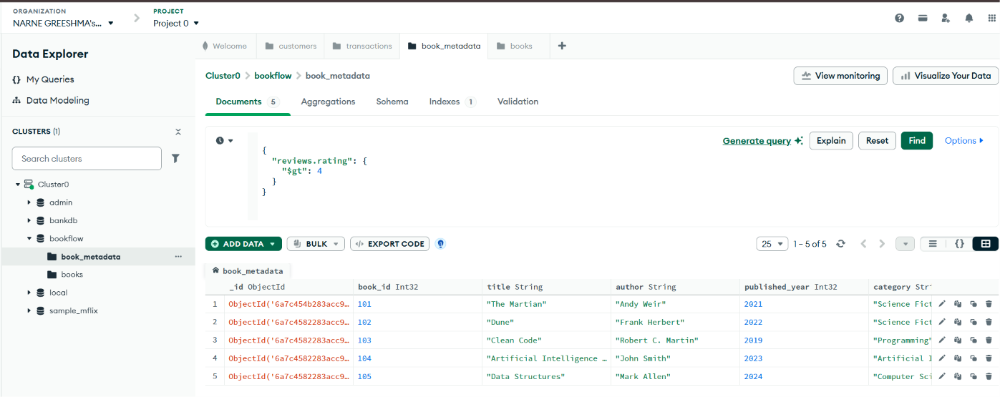 ORGANIZATION
NARNE GREESHMA's...
PROJECT
Project 0
Data Explorer
My Queries
Data Modeling
CLUSTERS (1)
Search clusters
Cluster0
admin
bankdb
bookflow
book_metadata
books
local
sample_mflix
Welcome
customers
transactions
book_metadata
books
Cluster0 > bookflow > book_metadata
View monitoring
Visualize Your Data
Documents 5 Aggregations Schema Indexes 1 Validation
Generate query Explain Reset Find Options
{
"reviews.rating": {
"$gt": 4
}
}
ADD DATA BULK EXPORT CODE 25 1 – 5 of 5
book_metadata
_id ObjectId book_id Int32 title String author String published_year Int32 category Stri
1 ObjectId('6a7c454b283acc9… 101 "The Martian" "Andy Weir" 2021 "Science Fict
2 ObjectId('6a7c4582283acc9… 102 "Dune" "Frank Herbert" 2022 "Science Fict
3 ObjectId('6a7c4582283acc9… 103 "Clean Code" "Robert C. Martin" 2019 "Programming"
4 ObjectId('6a7c4582283acc9… 104 "Artificial Intelligence … "John Smith" 2023 "Artificial I
5 ObjectId('6a7c4582283acc9… 105 "Data Structures" "Mark Allen" 2024 "Computer Sci